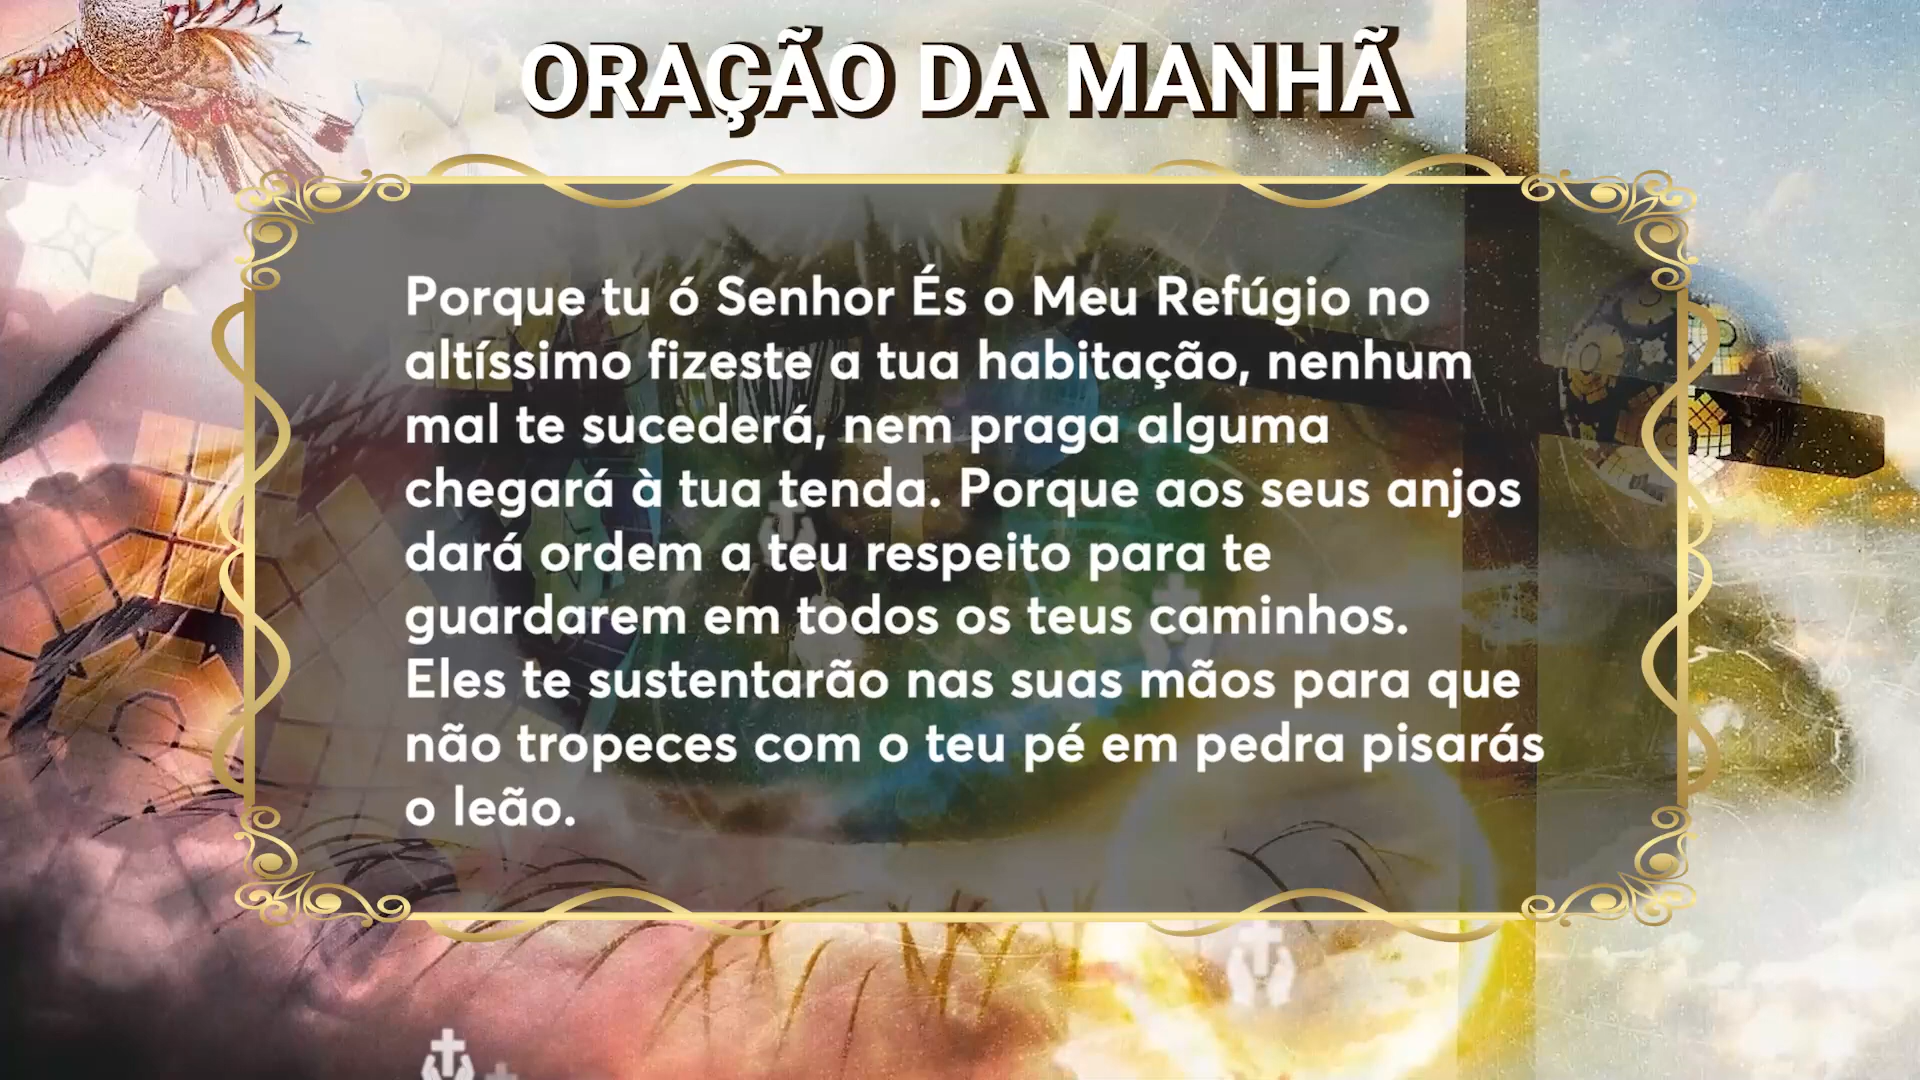 ORAÇÃO DA MANHÃ
Porque tu ó Senhor És o Meu Refúgio no
altíssimo fizeste a tua habitação, nenhum
mal te sucederá, nem praga alguma
chegará à tua tenda. Porque aos seus anjos
dará ordem a teu respeito para te
guardarem em todos os teus caminhos.
Eles te sustentarão nas suas mãos para que
não tropeces com o teu pé em pedra pisarás
o leão.